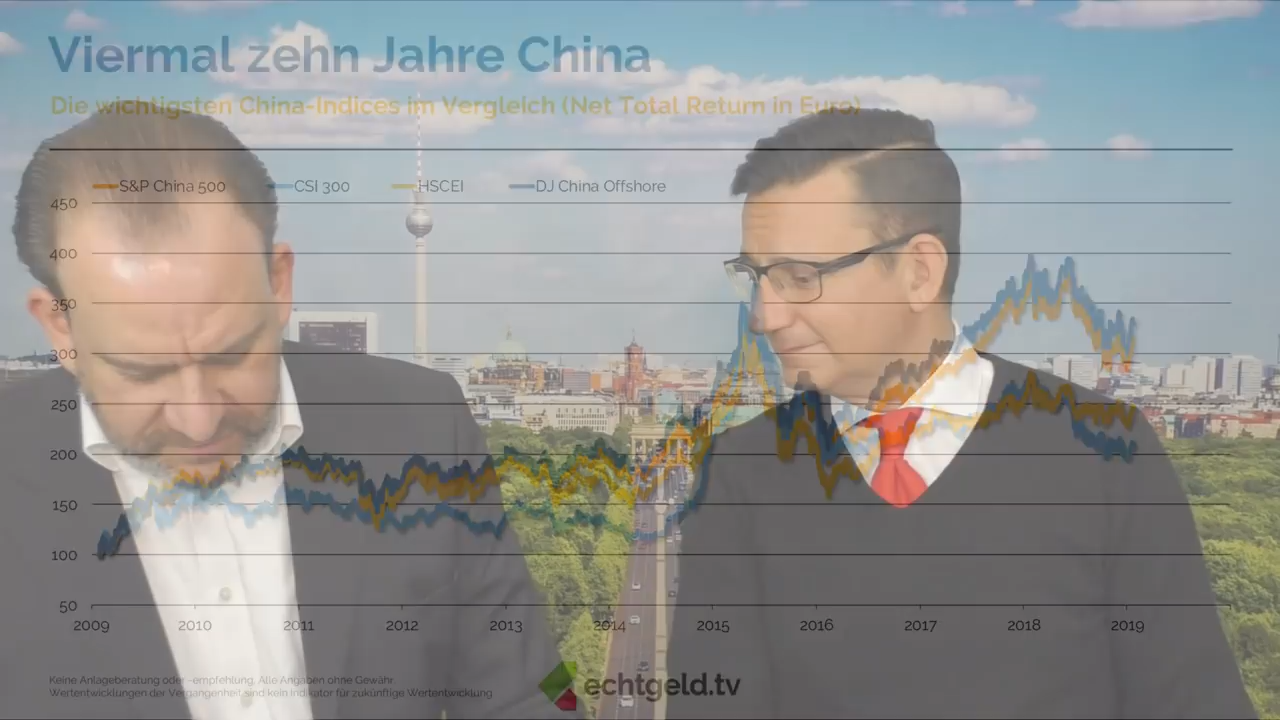 Viermal zehn Jahre China
Die wichtigsten China-Indices im Vergleich (Net Total Return in Euro)
S&P China 500 CSI 300 HSCEI DJ China Offshore
450
400
350
300
250
200
150
100
50
2009 2010 2011 2012 2013 2014 2015 2016 2017 2018 2019
Keine Anlageberatung oder -empfehlung. Alle Angaben ohne Gewähr
Wertentwicklungen der Vergangenheit sind kein Indikator für zukünftige Wertentwicklung
echtgeld.tv